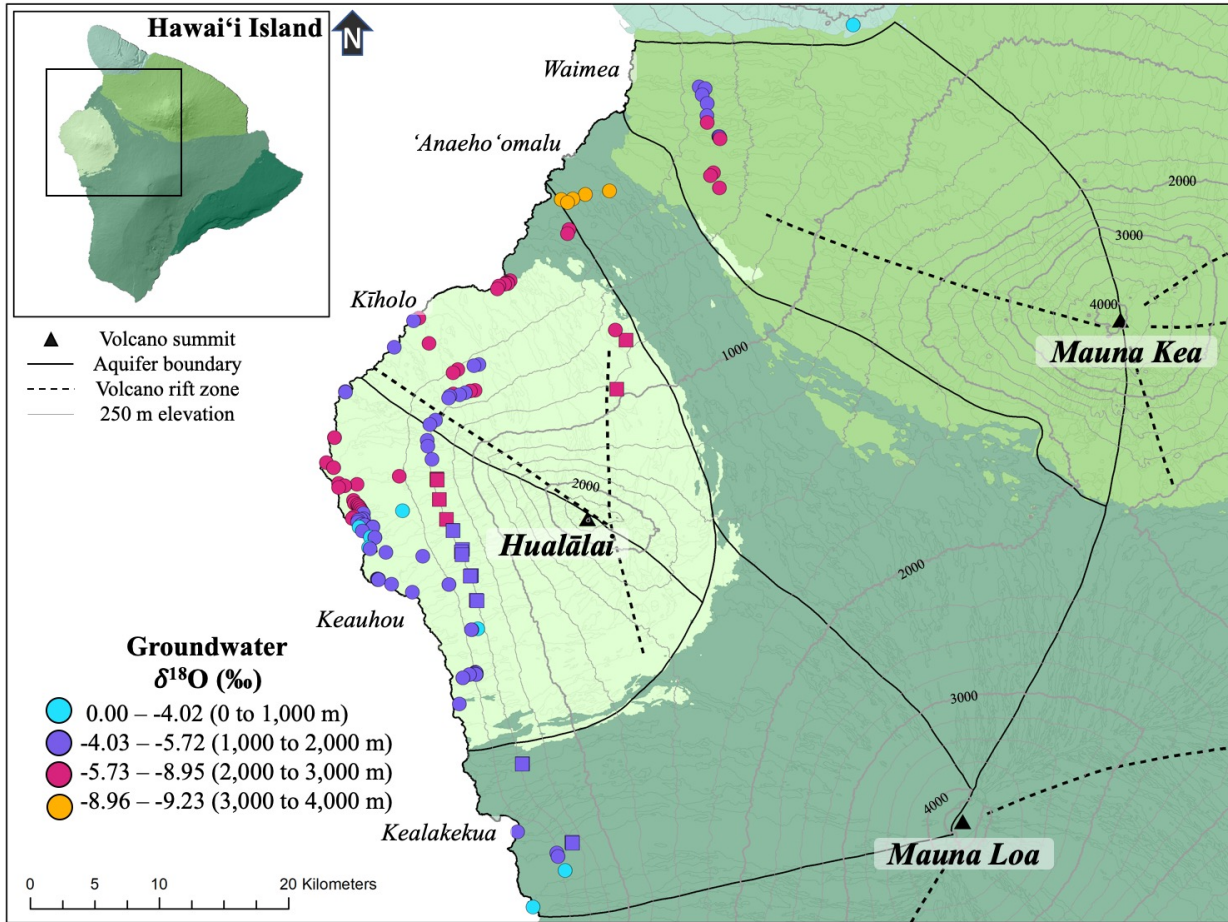 Hawai‘i Island
N
Waimea
‘Anaeho‘omalu
Kīholo
Volcano summit
Aquifer boundary
Volcano rift zone
250 m elevation
2000
3000
4000
Mauna Kea
1000
2000
Hualālai
2000
Keauhou
3000
4000
Mauna Loa
Kealakekua
Groundwater
δ¹⁸O (‰)
0.00 – -4.02 (0 to 1,000 m)
-4.03 – -5.72 (1,000 to 2,000 m)
-5.73 – -8.95 (2,000 to 3,000 m)
-8.96 – -9.23 (3,000 to 4,000 m)
0 5 10 20 Kilometers